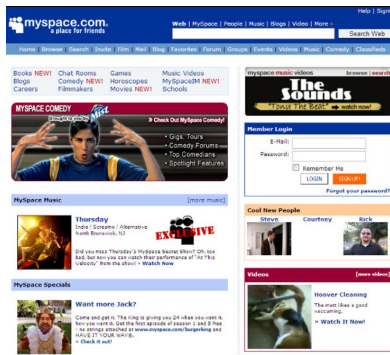 Help | Sign
myspace.com.
a place for friends
Web | MySpace | People | Music | Blogs | Video | More
Search Web
Home Browse Search Invite Film Mail Blog Favorites Forum Groups Events Videos Music Comedy Classifieds
Books NEW! Chat Rooms Games Music Videos
Blogs Comedy NEW! Horoscopes MySpaceIM NEW!
Careers Filmmakers Movies NEW! Schools
MYSPACE COMEDY
Brought to you by Mist
» Check Out MySpace Comedy!
• Gigs, Tours
• Comedy Forums
• Top Comedians
• Spotlight Features
MySpace Music [more music]
Thursday
Indie / Screamo / Alternative
North Brunswick, NJ
EXCLUSIVE
Did you miss Thursday's MySpace Secret Show? Oh, too
bad, but now you can watch their performance of "At This
Velocity" from the show! » Watch Now
MySpace Specials
Want more Jack?
Come and get it. The King is giving you 24 when you want it,
how you want it. Get the first episode of season 1 and 5 free
- no strings attached at www.myspace.com/burgerking and
HAVE IT YOUR WAY®.
» Check it out!
myspace music videos browse | search
The Sounds
"Tony The Beat" watch now!
Member Login
E-Mail:
Password:
Remember Me
LOGIN SIGNUP!
Forgot your password?
Cool New People
Steve Courtney Rick
Videos [more videos]
Hoover Cleaning
The matt likes a good
vaccuming.
» Watch It Now!